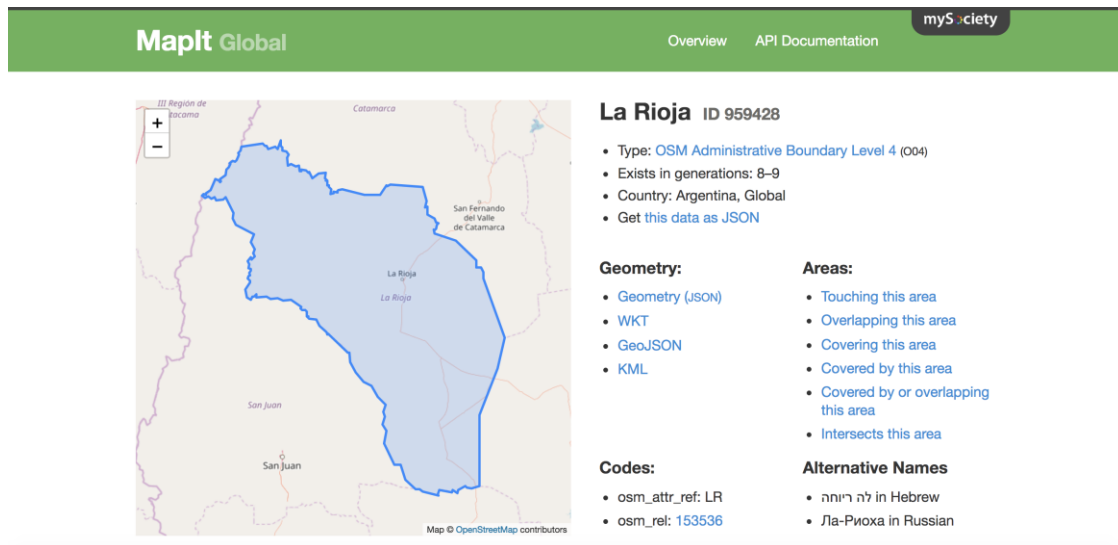 mySociety
MapIt Global
Overview
API Documentation
III Región de
Catamarca
+
−
San Fernando
del Valle
de Catamarca
La Rioja
La Rioja
San Juan
San Juan
Map © OpenStreetMap contributors
La Rioja ID 959428
• Type: OSM Administrative Boundary Level 4 (O04)
• Exists in generations: 8–9
• Country: Argentina, Global
• Get this data as JSON
Geometry:
• Geometry (JSON)
• WKT
• GeoJSON
• KML
Areas:
• Touching this area
• Overlapping this area
• Covering this area
• Covered by this area
• Covered by or overlapping
this area
• Intersects this area
Codes:
• osm_attr_ref: LR
• osm_rel: 153536
Alternative Names
• לה ריוחה in Hebrew
• Ла-Риоха in Russian